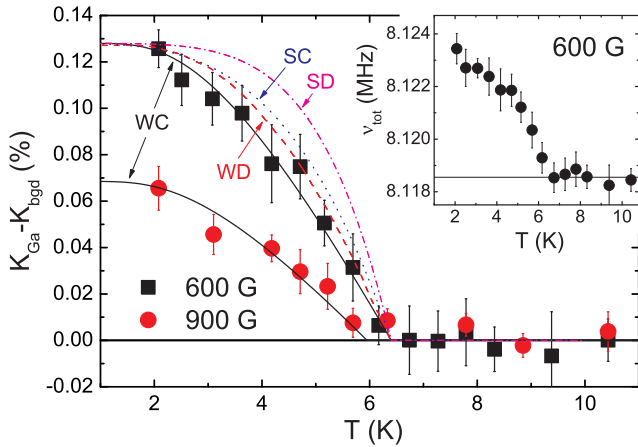 0.14
0.12
0.10
0.08
0.06
0.04
0.02
0.00
-0.02
K_Ga-K_bgd (%)
2 4 6 8 10
T (K)
WC
SC
SD
WD
600 G
900 G
600 G
8.124
8.122
8.120
8.118
ν_tot (MHz)
2 4 6 8 10
T (K)